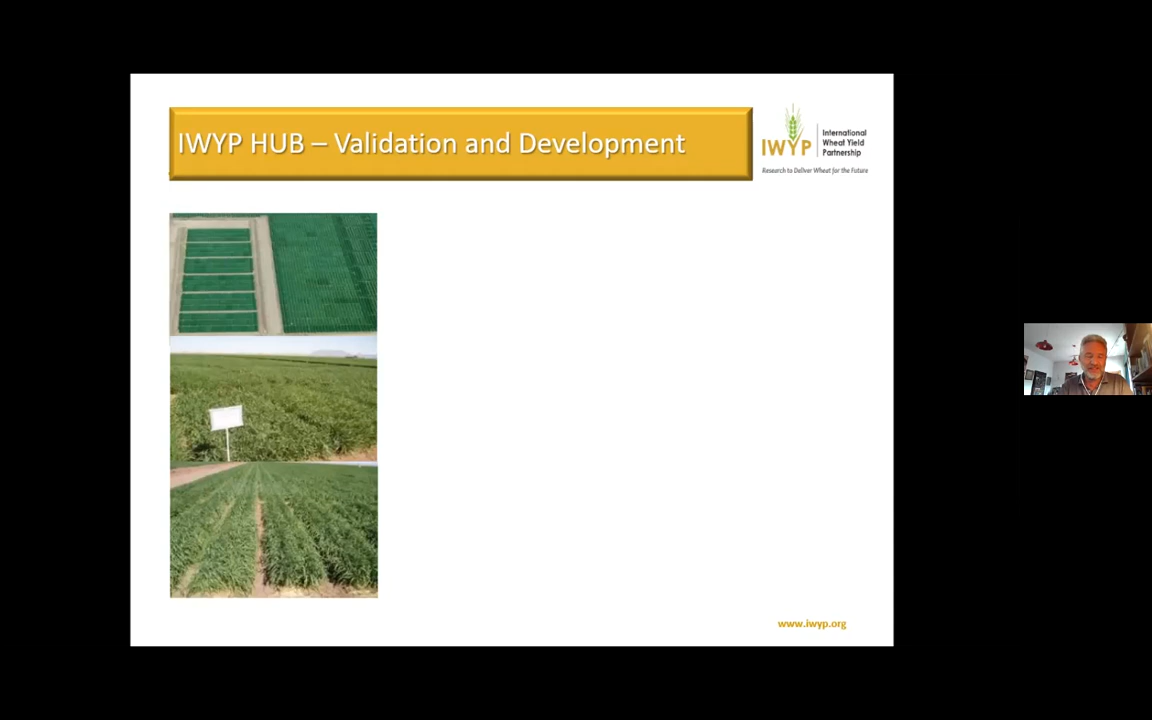 IWYP HUB – Validation and Development
IWYP
International
Wheat Yield
Partnership
Research to Deliver Wheat for the Future
www.iwyp.org